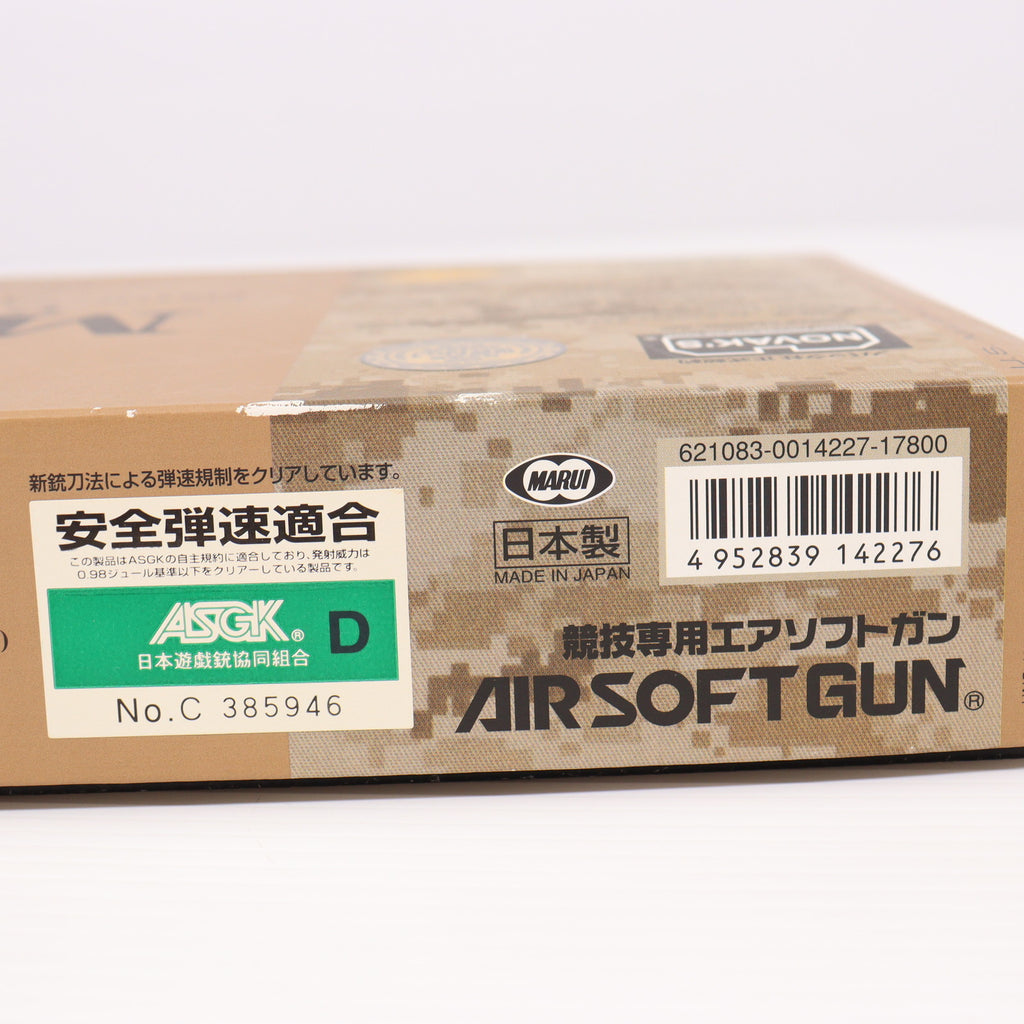 NOVAK'S
新銃刀法による弾速規制をクリアしています。
安全弾速適合
この製品はASGKの自主規約に適合しており、発射威力は
0.98ジュール基準以下をクリアーしている製品です。
ASGK® D
日本遊戯銃協同組合
No.C 385946
MARUI
日本製
MADE IN JAPAN
621083-0014227-17800
4 952839 142276
競技専用エアソフトガン
AIRSOFT GUN®